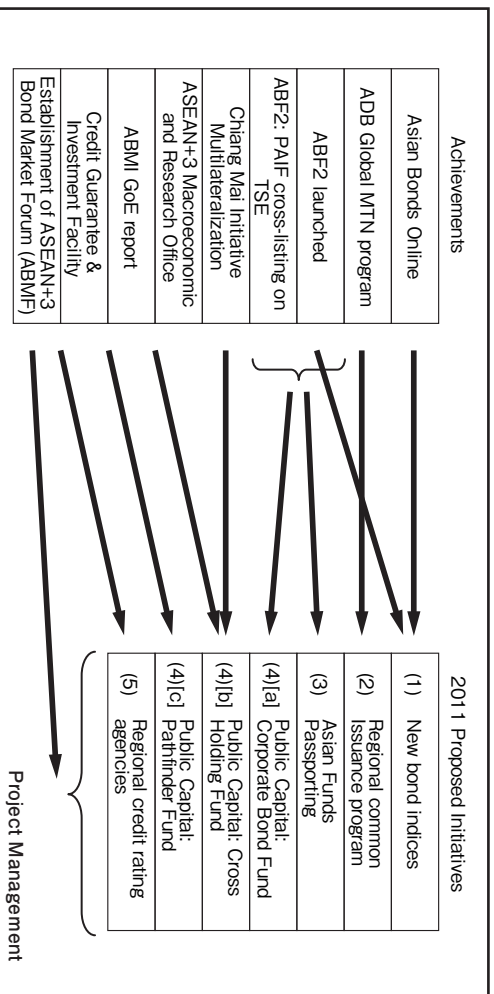 Achievements
Asian Bonds Online
ADB Global MTN program
ABF2 launched
ABF2: PAIF cross-listing on
TSE
Chiang Mai Initiative
Multilateralization
ASEAN+3 Macroeconomic
and Research Office
ABMI GoE report
Credit Guarantee &
Investment Facility
Establishment of ASEAN+3
Bond Market Forum (ABMF)
2011 Proposed Initiatives
(1) New bond indices
(2) Regional common
Issuance program
(3) Asian Funds
Passporting
(4)[a] Public Capital:
Corporate Bond Fund
(4)[b] Public Capital: Cross
Holding Fund
(4)[c] Public Capital:
Pathfinder Fund
(5) Regional credit rating
agencies
Project Management